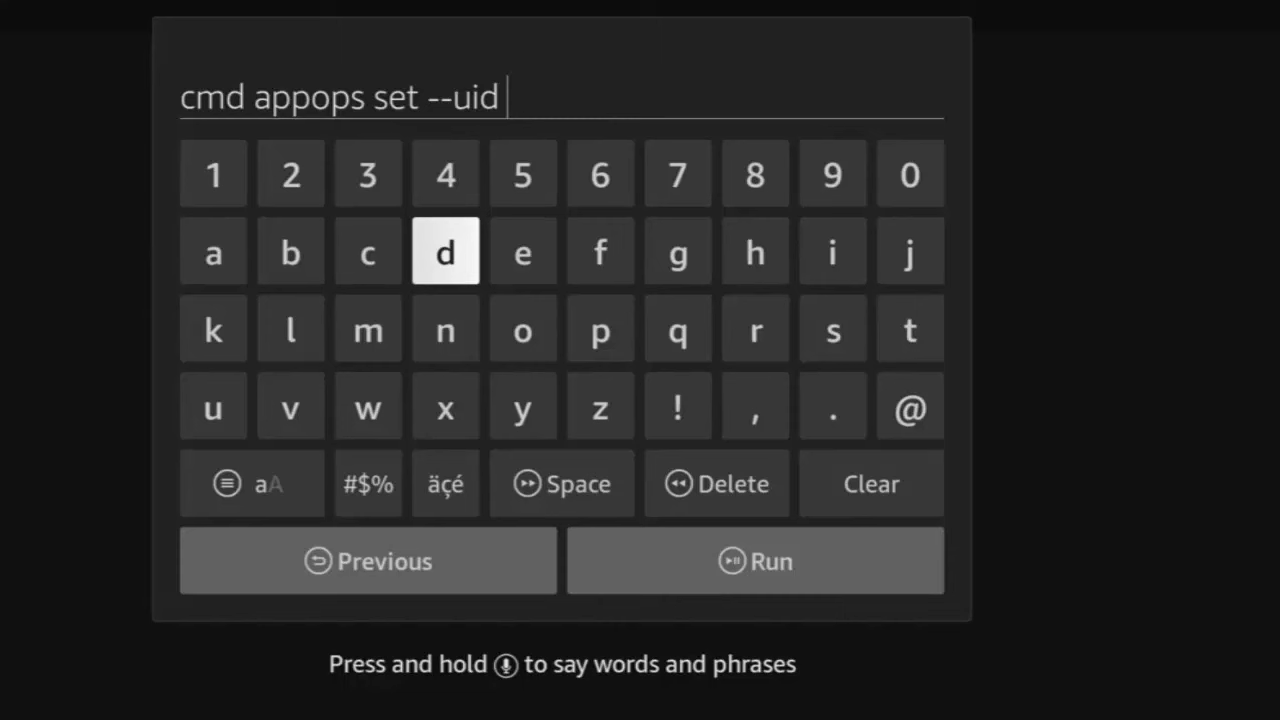 cmd appops set --uid
1 2 3 4 5 6 7 8 9 0
a b c d e f g h i j
k l m n o p q r s t
u v w x y z ! , . @
aA #$% äçé Space Delete Clear
Previous Run
Press and hold to say words and phrases